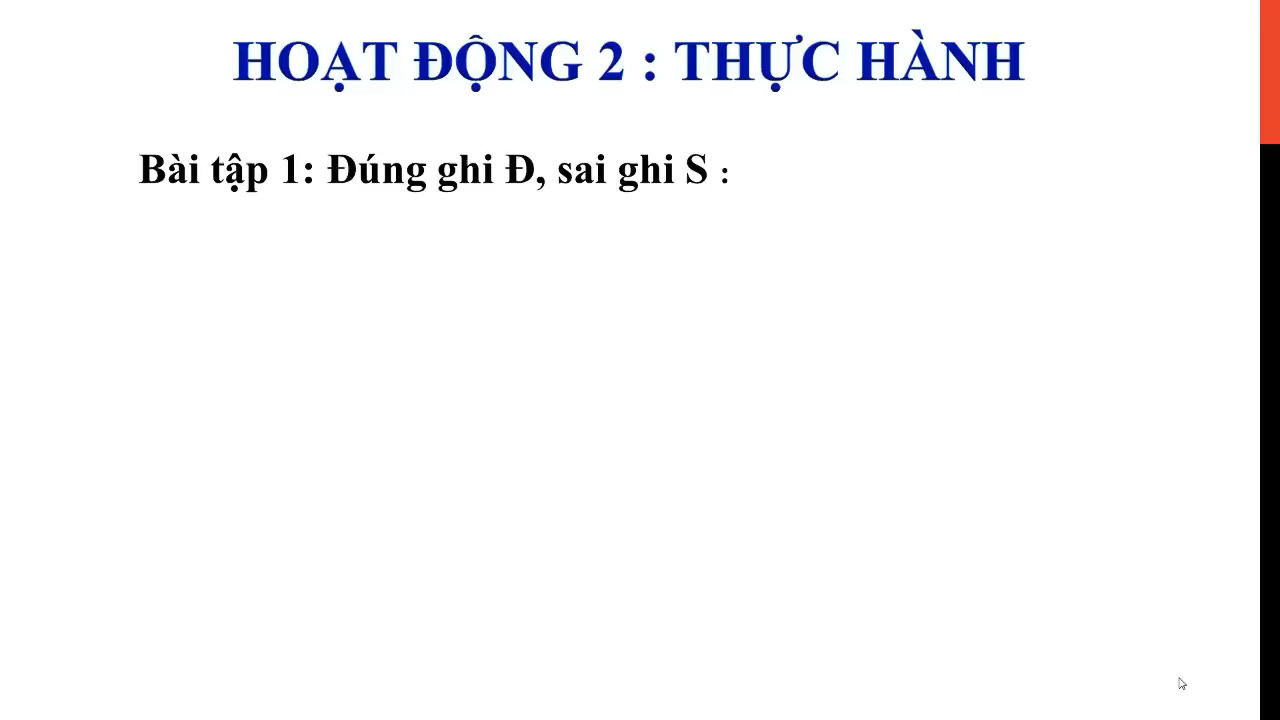 HOẠT ĐỘNG 2 : THỰC HÀNH
Bài tập 1: Đúng ghi Đ, sai ghi S :